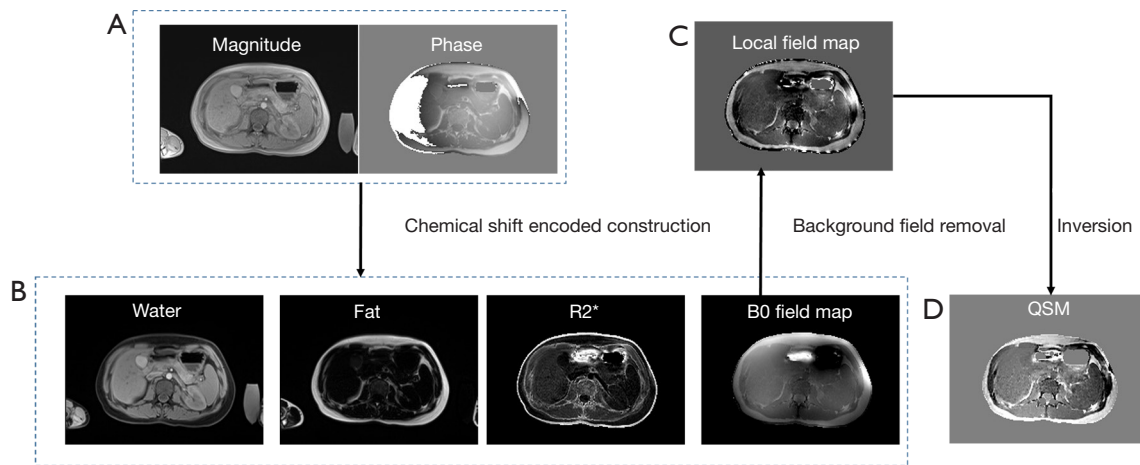 A
Magnitude
Phase
C
Local field map
Chemical shift encoded construction
Background field removal
Inversion
B
Water
Fat
R2*
B0 field map
D
QSM